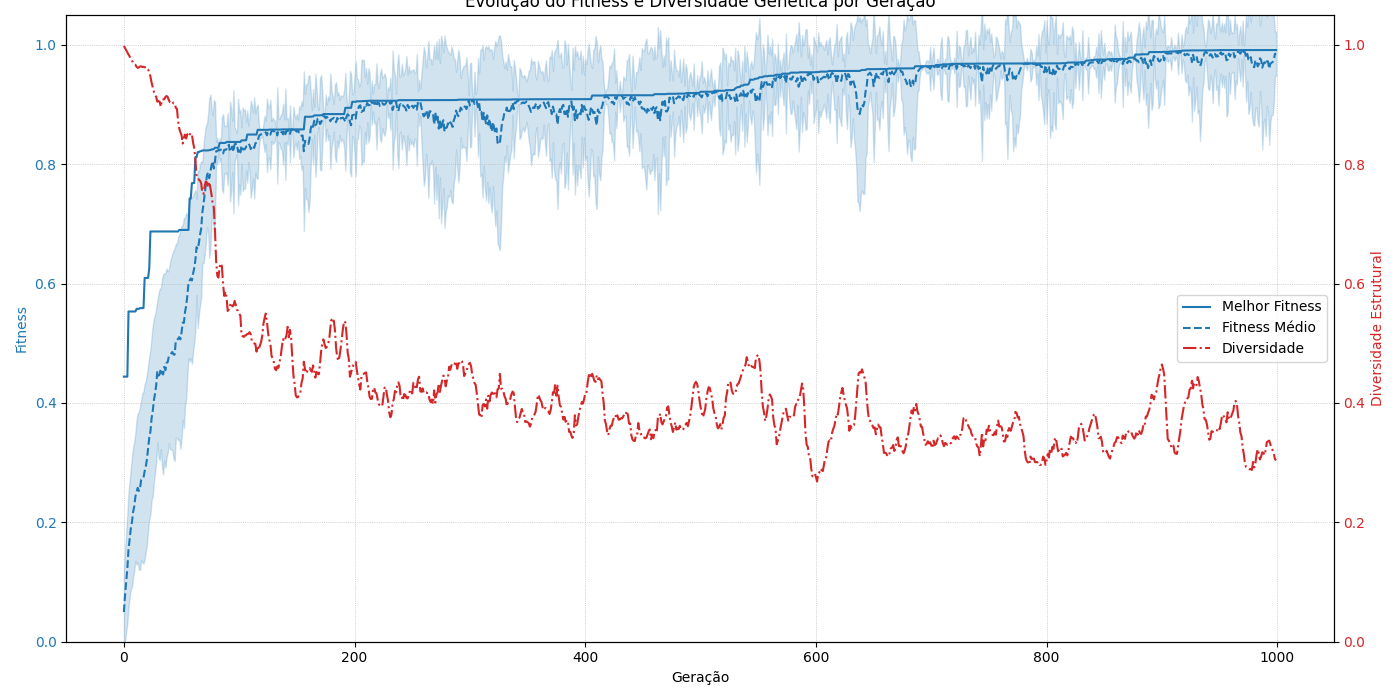 Evolução do Fitness e Diversidade Genética por Geração
1.0
0.8
0.6
0.4
0.2
0.0
Fitness
0
200
400
600
800
1000
Geração
1.0
0.8
0.6
0.4
0.2
0.0
Diversidade Estrutural
Melhor Fitness
Fitness Médio
Diversidade